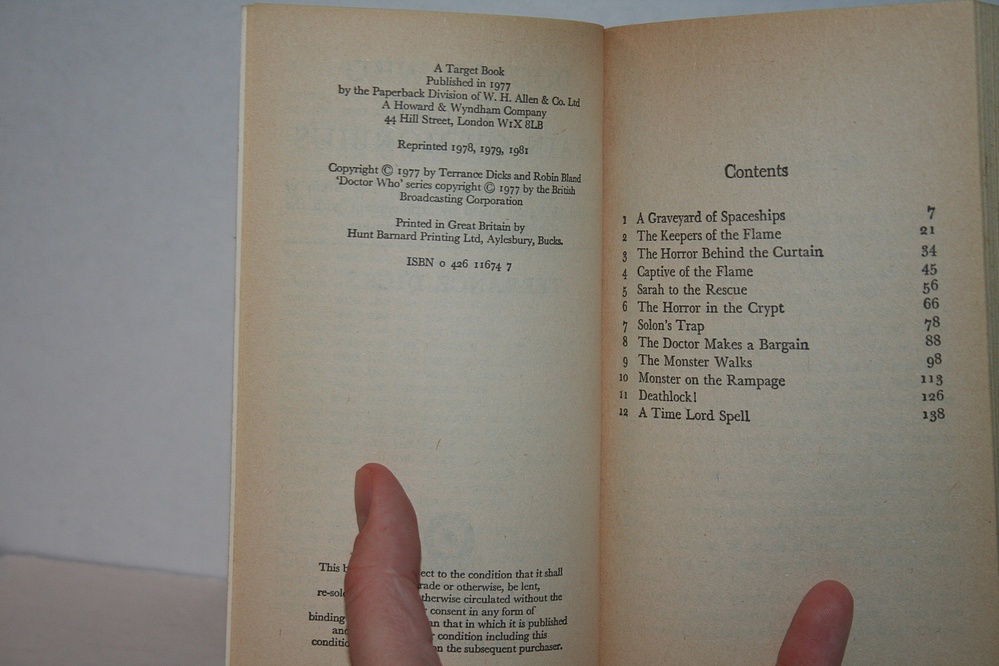 A Target Book
Published in 1977
by the Paperback Division of W. H. Allen & Co. Ltd
A Howard & Wyndham Company
44 Hill Street, London W1X 8LB
Reprinted 1978, 1979, 1981
Copyright © 1977 by Terrance Dicks and Robin Bland
'Doctor Who' series copyright © 1977 by the British
Broadcasting Corporation
Printed in Great Britain by
Hunt Barnard Printing Ltd, Aylesbury, Bucks.
ISBN 0 426 11674 7
This ect to the condition that it shall
rade or otherwise, be lent,
re-sol therwise circulated without the
consent in any form of
binding an that in which it is published
and condition including this
conditio on the subsequent purchaser.
Contents
1 A Graveyard of Spaceships 7
2 The Keepers of the Flame 21
3 The Horror Behind the Curtain 34
4 Captive of the Flame 45
5 Sarah to the Rescue 56
6 The Horror in the Crypt 66
7 Solon's Trap 78
8 The Doctor Makes a Bargain 88
9 The Monster Walks 98
10 Monster on the Rampage 113
11 Deathlock! 126
12 A Time Lord Spell 138